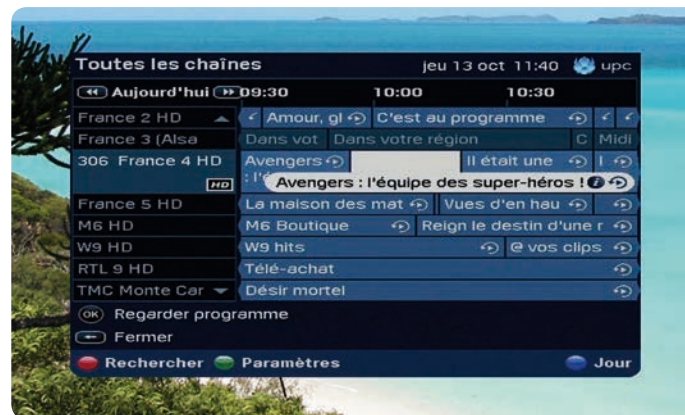 Toutes les chaînes jeu 13 oct 11:40 upc
Aujourd'hui 09:30 10:00 10:30
France 2 HD Amour, gl C'est au programme
France 3 (Alsa Dans vot Dans votre région C Midi
306 France 4 HD Avengers Il était une I
HD : l'é Avengers : l'équipe des super-héros !
France 5 HD La maison des mat Vues d'en hau
M6 HD M6 Boutique Reign le destin d'une r
W9 HD W9 hits @ vos clips
RTL 9 HD Télé-achat
TMC Monte Car Désir mortel
OK Regarder programme
Fermer
Rechercher Paramètres Jour